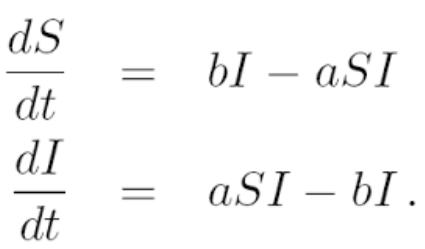 dS/dt = bI − aSI
dI/dt = aSI − bI .